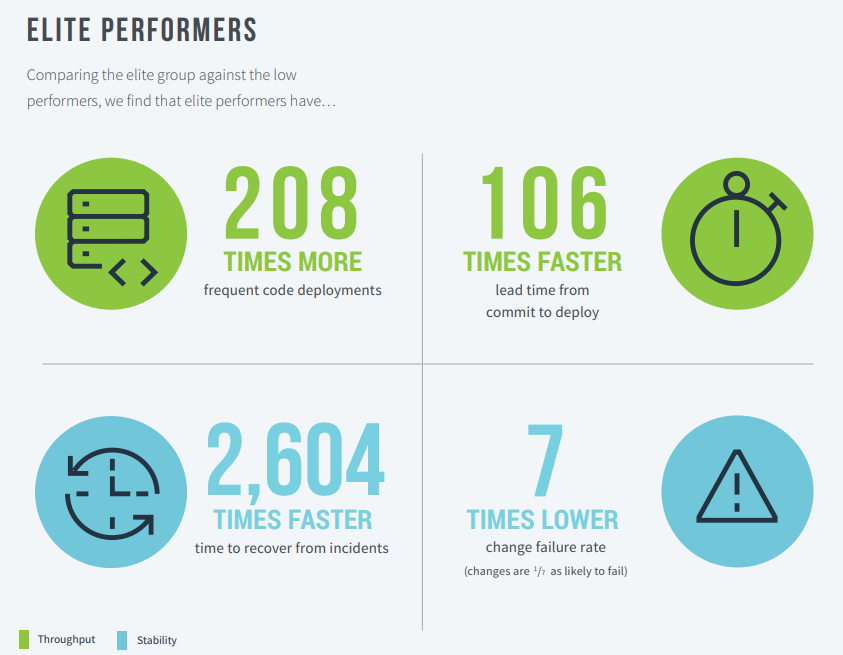 ELITE PERFORMERS
Comparing the elite group against the low
performers, we find that elite performers have…
208
TIMES MORE
frequent code deployments
106
TIMES FASTER
lead time from
commit to deploy
2,604
TIMES FASTER
time to recover from incidents
7
TIMES LOWER
change failure rate
(changes are 1/7 as likely to fail)
Throughput
Stability